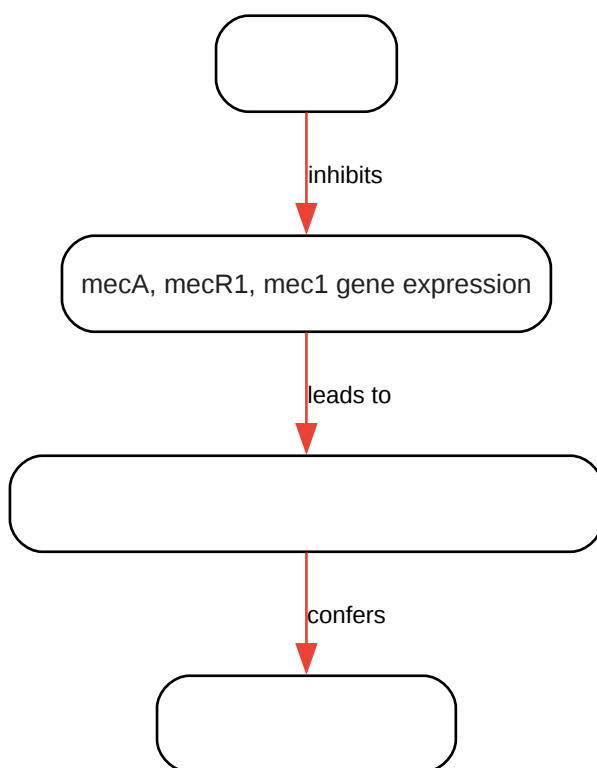 inhibits
mecA, mecR1, mec1 gene expression
leads to
confers